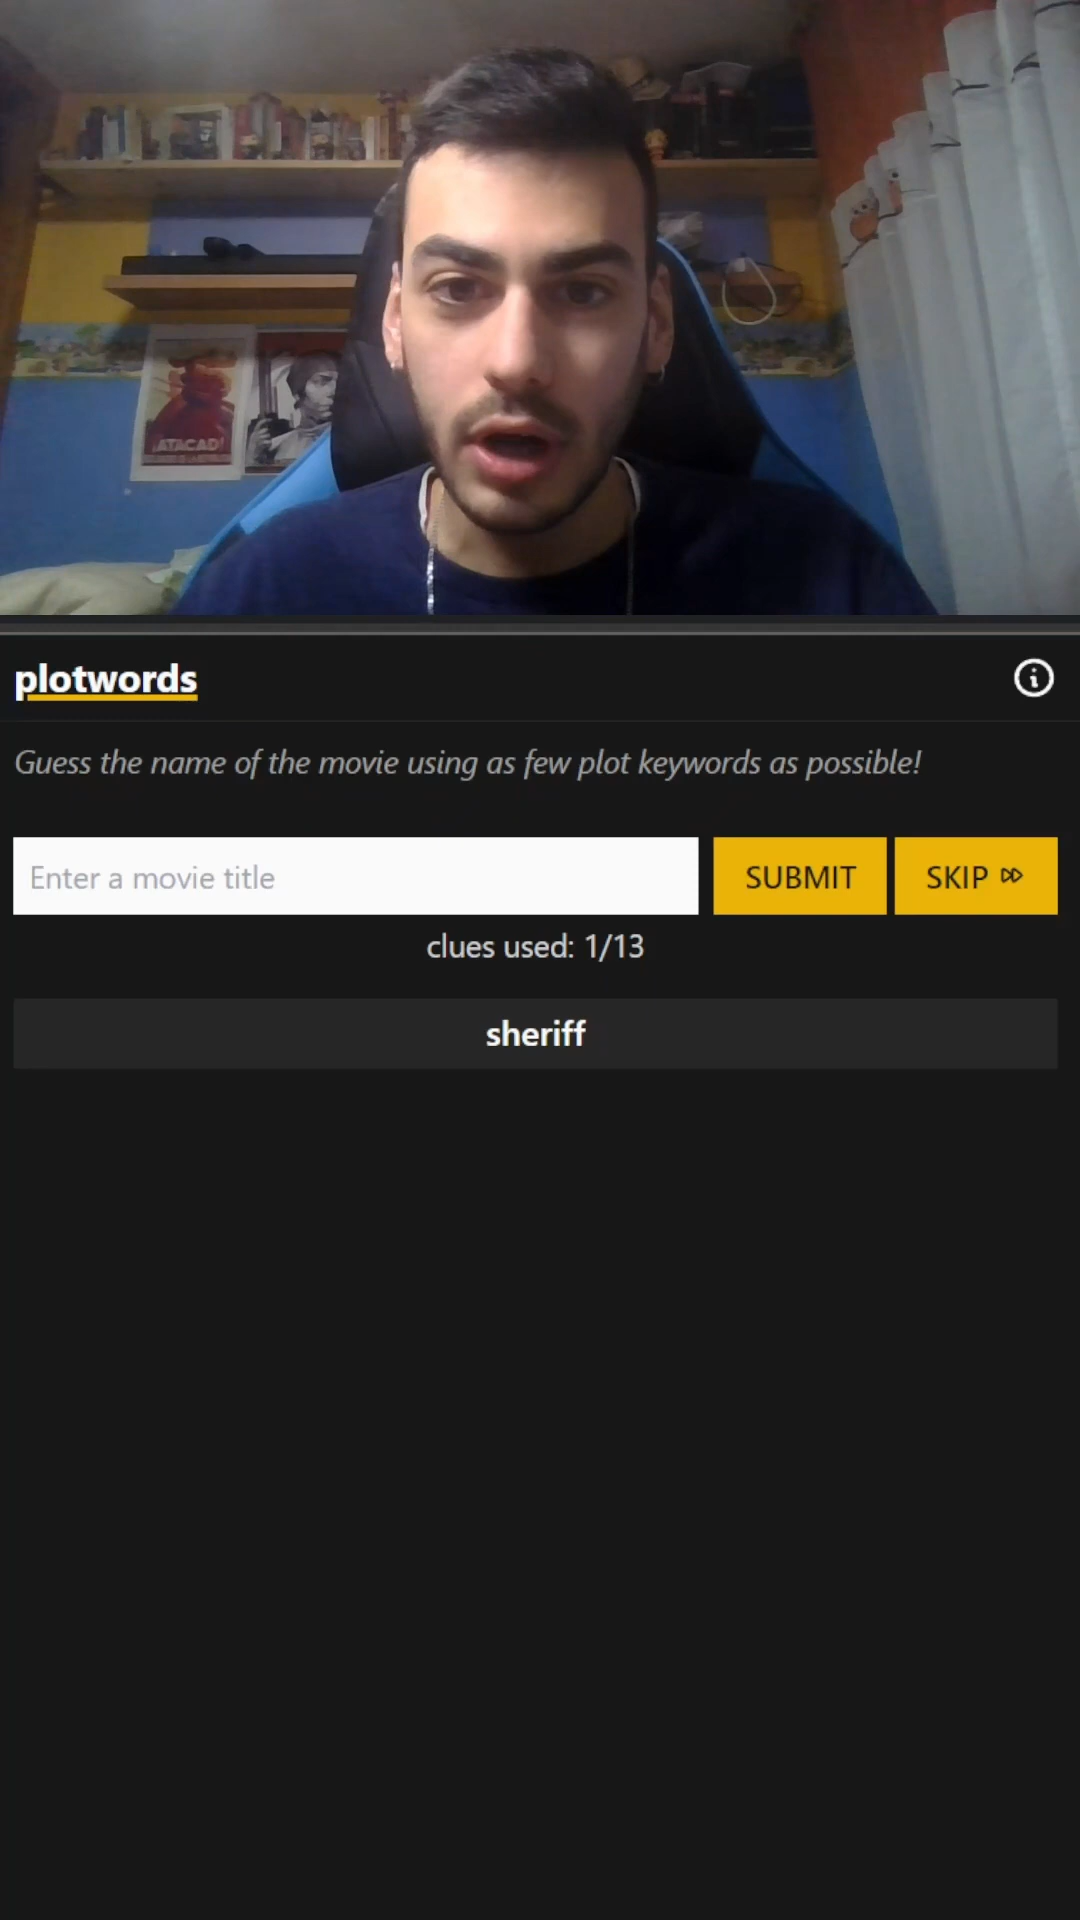 ¡ATACAD!
plotwords
Guess the name of the movie using as few plot keywords as possible!
Enter a movie title
SUBMIT
SKIP
clues used: 1/13
sheriff